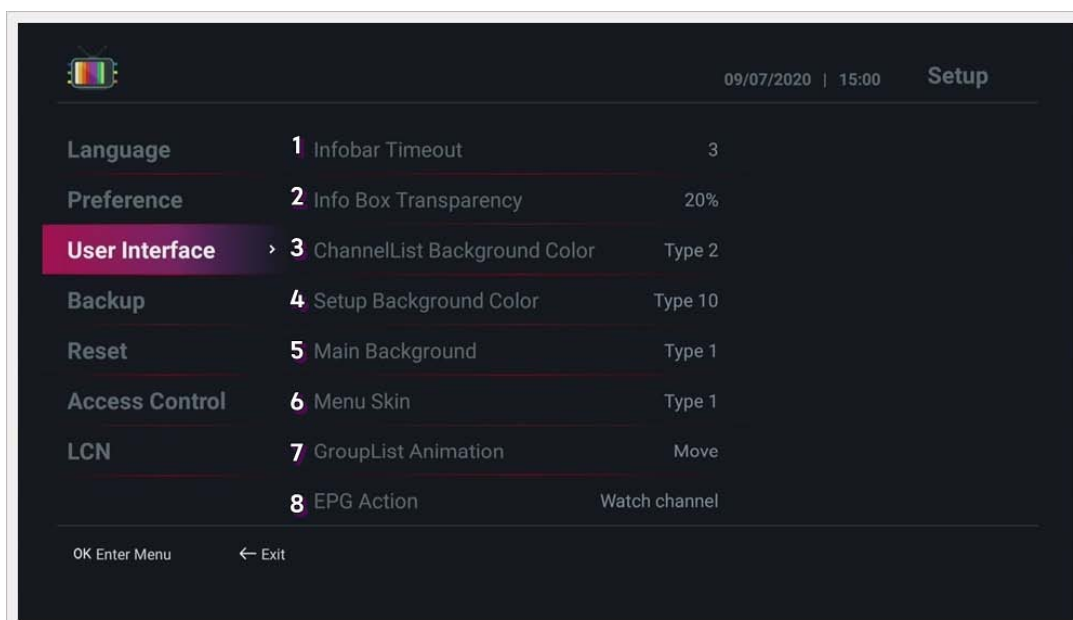 09/07/2020 | 15:00 Setup
Language 1 Infobar Timeout 3
Preference 2 Info Box Transparency 20%
User Interface › 3 ChannelList Background Color Type 2
Backup 4 Setup Background Color Type 10
Reset 5 Main Background Type 1
Access Control 6 Menu Skin Type 1
LCN 7 GroupList Animation Move
8 EPG Action Watch channel
OK Enter Menu ← Exit